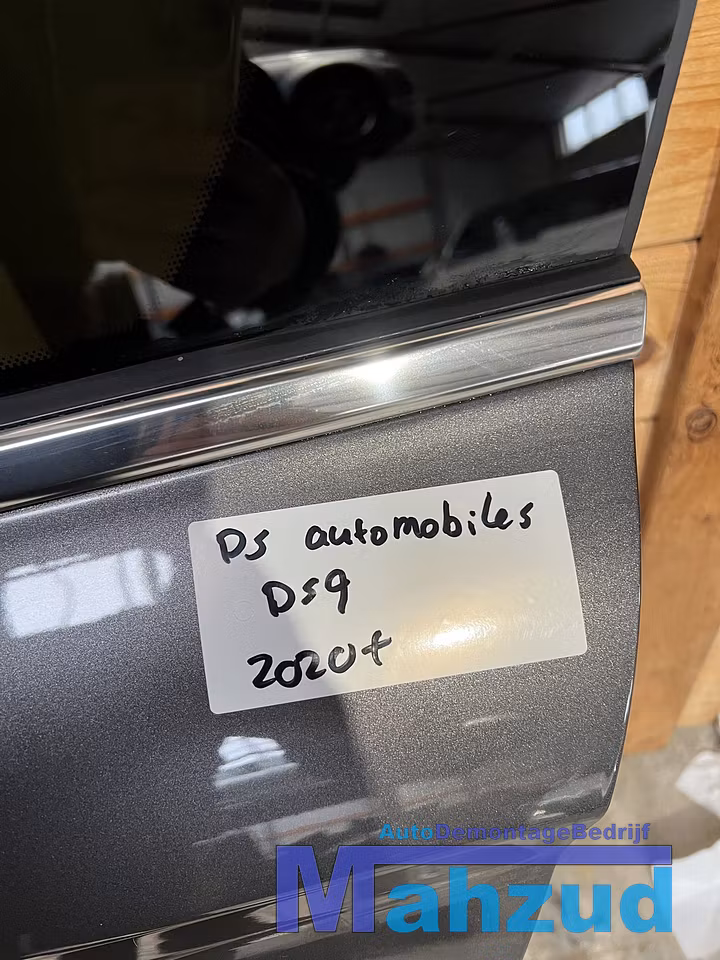 DS automobiles
DS9
2020+
AutoDemontageBedrijf
Mahzud